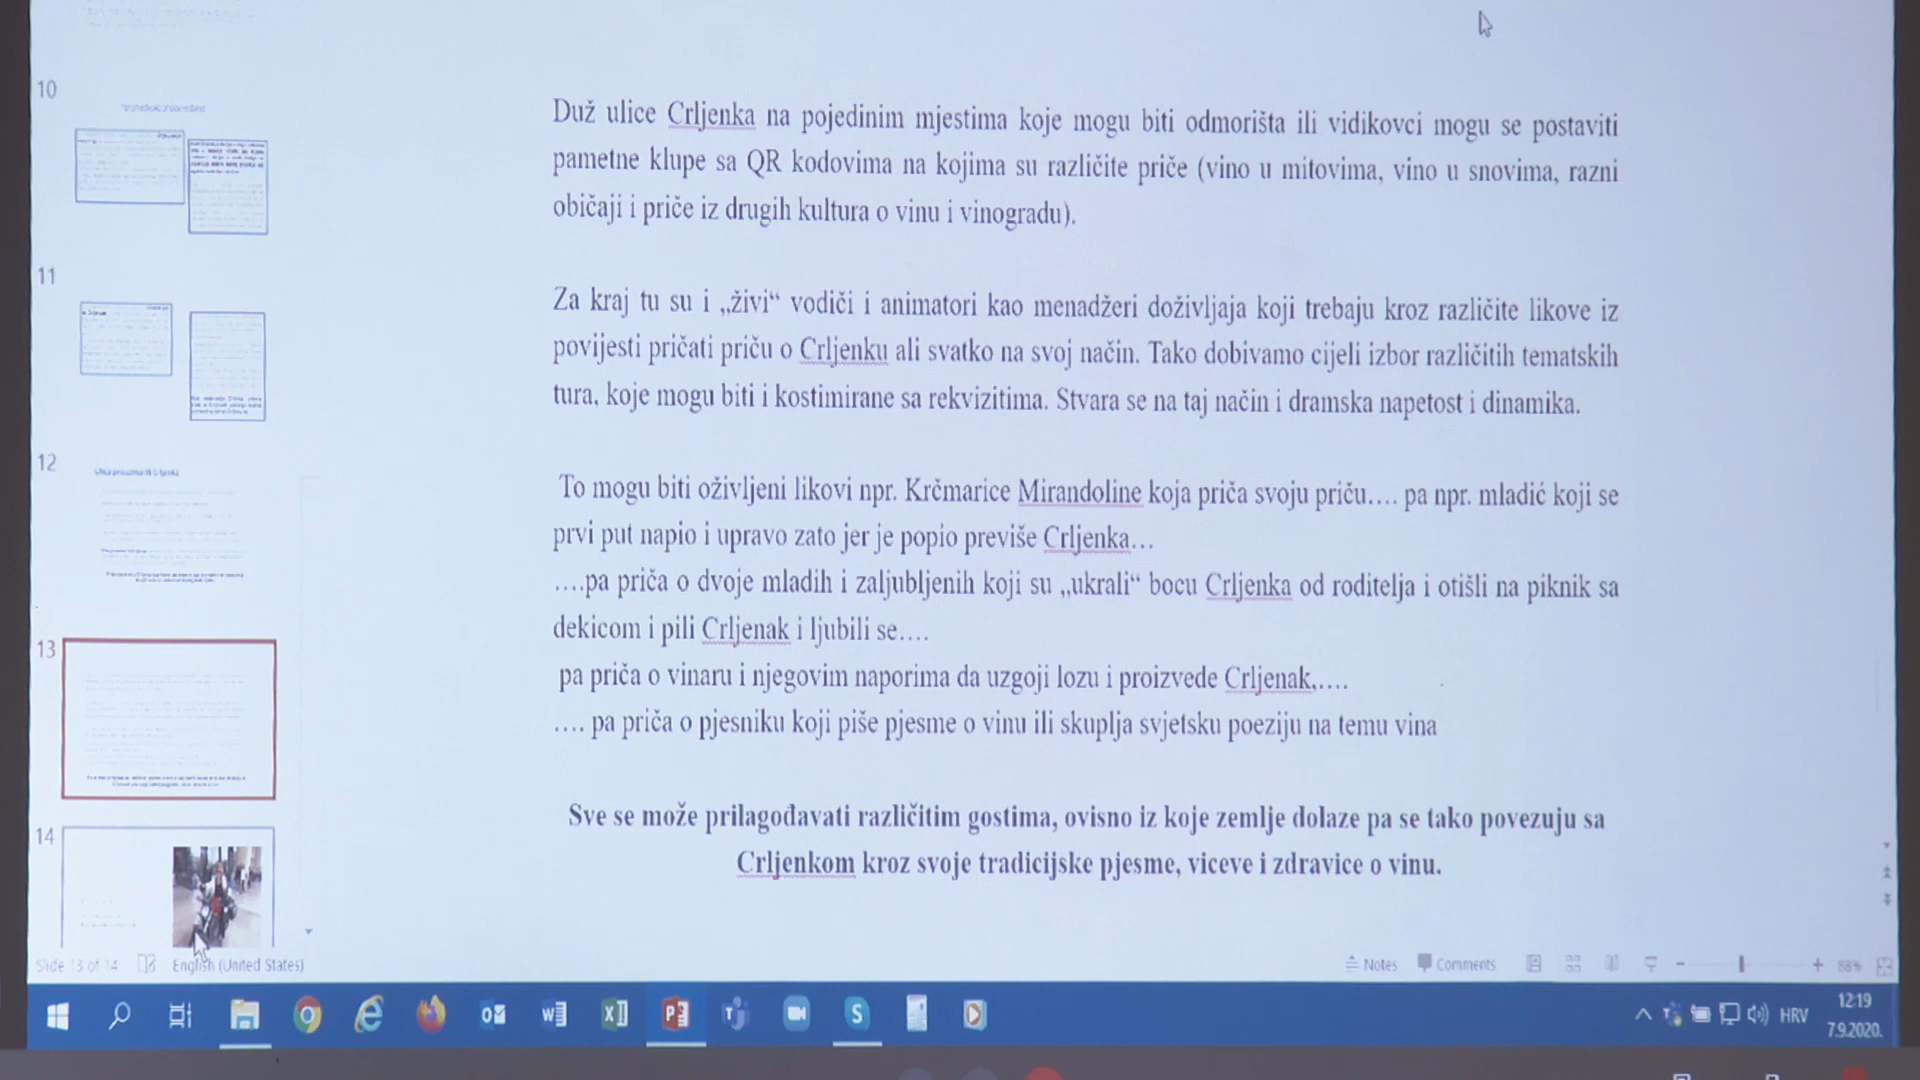 10
Duž ulice Crljenka na pojedinim mjestima koje mogu biti odmorišta ili vidikovci mogu se postaviti
pametne klupe sa QR kodovima na kojima su različite priče (vino u mitovima, vino u snovima, razni
običaji i priče iz drugih kultura o vinu i vinogradu).
11
Za kraj tu su i „živi“ vodiči i animatori kao menadžeri doživljaja koji trebaju kroz različite likove iz
povijesti pričati priču o Crljenku ali svatko na svoj način. Tako dobivamo cijeli izbor različitih tematskih
tura, koje mogu biti i kostimirane sa rekvizitima. Stvara se na taj način i dramska napetost i dinamika.
12
To mogu biti oživljeni likovi npr. Krčmarice Mirandoline koja priča svoju priču…. pa npr. mladić koji se
prvi put napio i upravo zato jer je popio previše Crljenka…
….pa priča o dvoje mladih i zaljubljenih koji su „ukrali“ bocu Crljenka od roditelja i otišli na piknik sa
dekicom i pili Crljenak i ljubili se….
13
pa priča o vinaru i njegovim naporima da uzgoji lozu i proizvede Crljenak,….
…. pa priča o pjesniku koji piše pjesme o vinu ili skuplja svjetsku poeziju na temu vina
14
Sve se može prilagođavati različitim gostima, ovisno iz koje zemlje dolaze pa se tako povezuju sa
Crljenkom kroz svoje tradicijske pjesme, viceve i zdravice o vinu.
Slide 13 of 14 English (United States) Notes Comments 68%
HRV 12:19
7.9.2020.